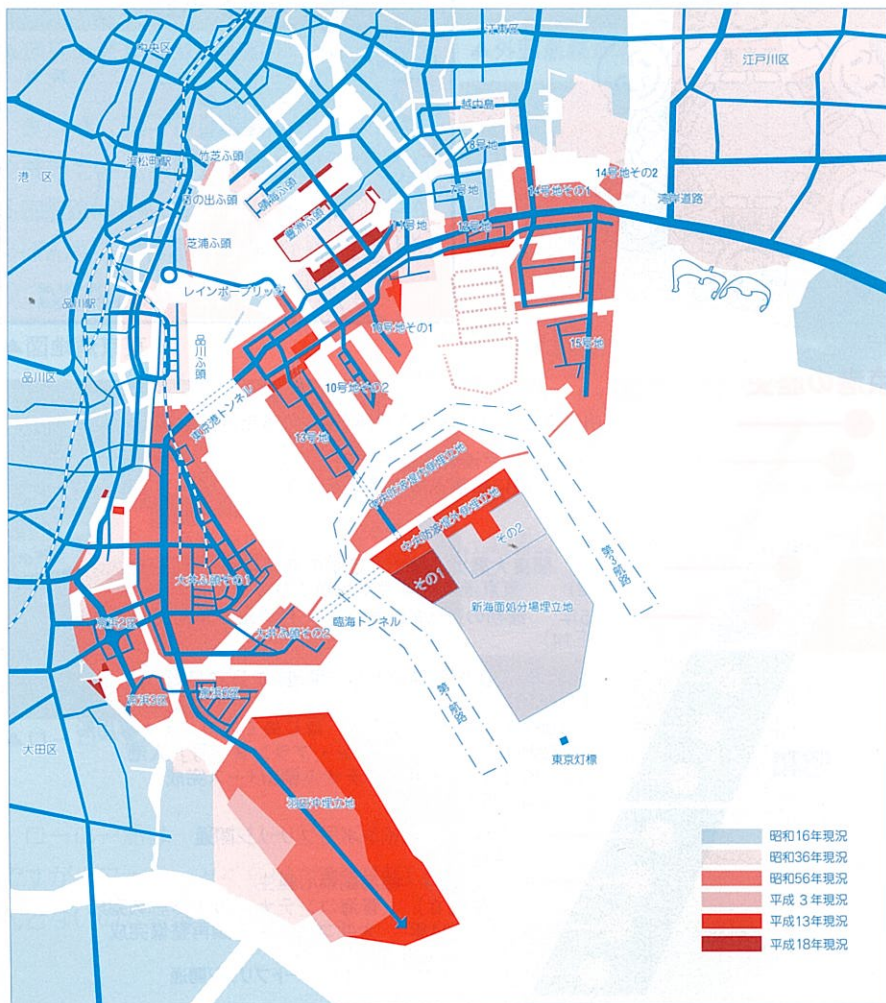 中央区
江東区
江戸川区
越中島
8号地
竹芝ふ頭
浜松町駅
港区
日の出ふ頭
晴海ふ頭
7号地
14号地その2
14号地その1
湾岸道路
豊洲ふ頭
11号地
12号地
芝浦ふ頭
レインボーブリッジ
品川駅
品川ふ頭
10号地その1
15号地
品川区
10号地その2
東京港トンネル
13号地
中央防波堤内側埋立地
中央防波堤外側埋立地
その2
その1
第3航路
大井ふ頭その1
新海面処分場埋立地
臨海トンネル
京浜2区
大井ふ頭その2
第1航路
京浜3区
大田区
東京灯標
羽田沖埋立地
昭和16年現況
昭和36年現況
昭和56年現況
平成 3年現況
平成13年現況
平成18年現況